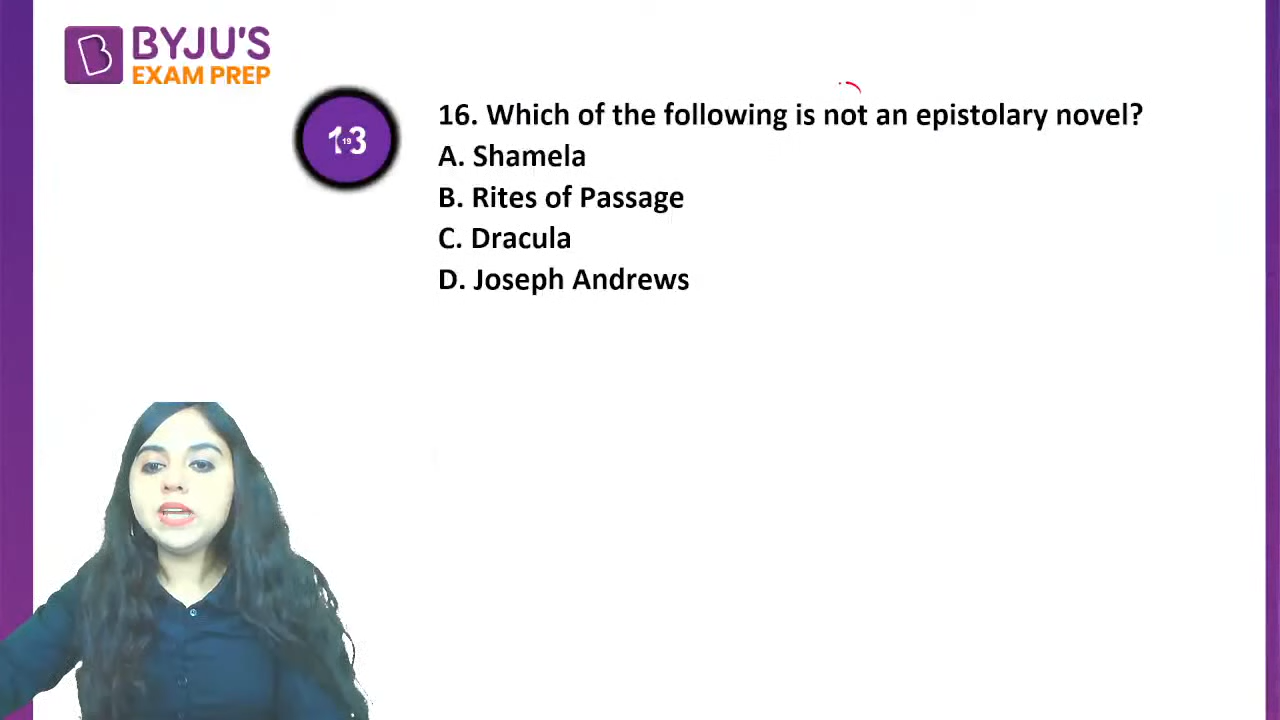 BYJU'S
EXAM PREP
16. Which of the following is not an epistolary novel?
A. Shamela
B. Rites of Passage
C. Dracula
D. Joseph Andrews